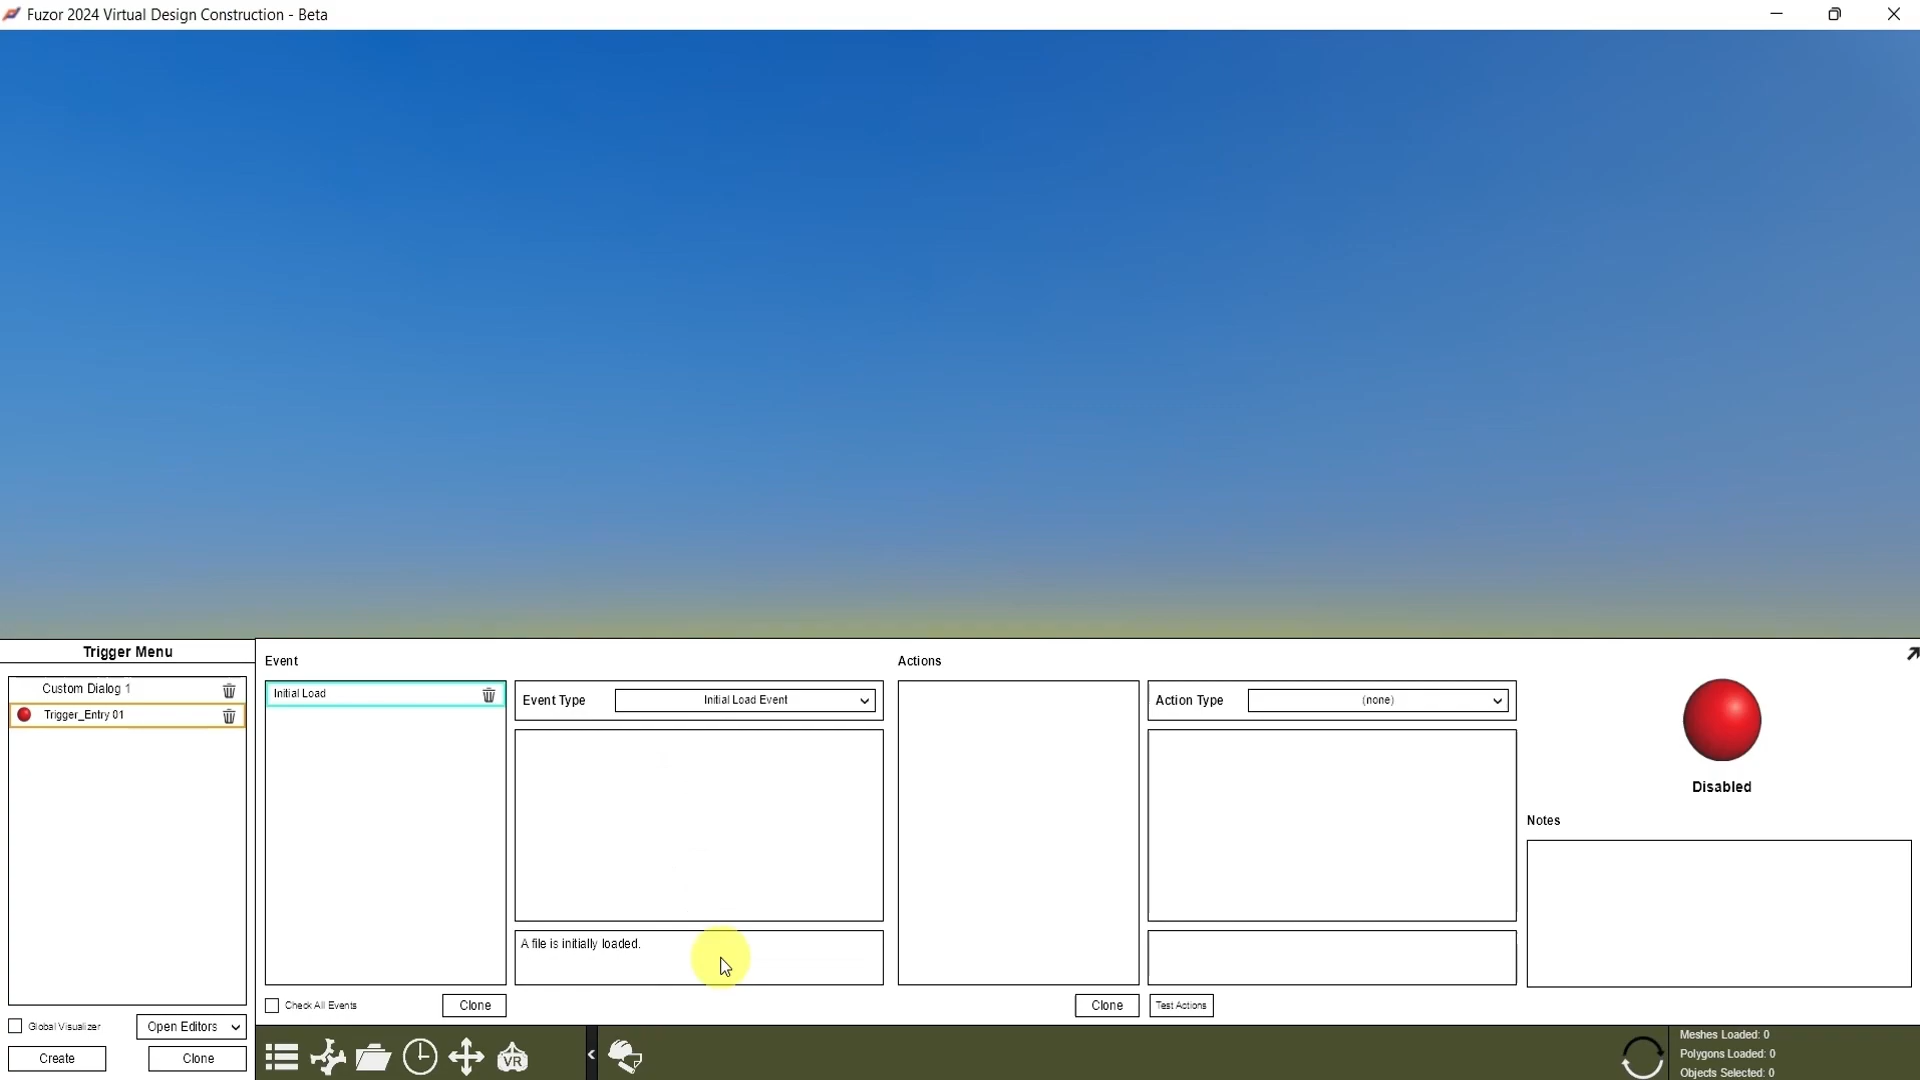 Fuzor 2024 Virtual Design Construction - Beta
Trigger Menu
Custom Dialog 1
Trigger_Entry 01
Global Visualizer
Open Editors
Create
Clone
Event
Initial Load
Event Type
Initial Load Event
A file is initially loaded.
Check All Events
Clone
Actions
Action Type
(none)
Clone
Test Actions
Disabled
Notes
VR
Meshes Loaded: 0
Polygons Loaded: 0
Objects Selected: 0